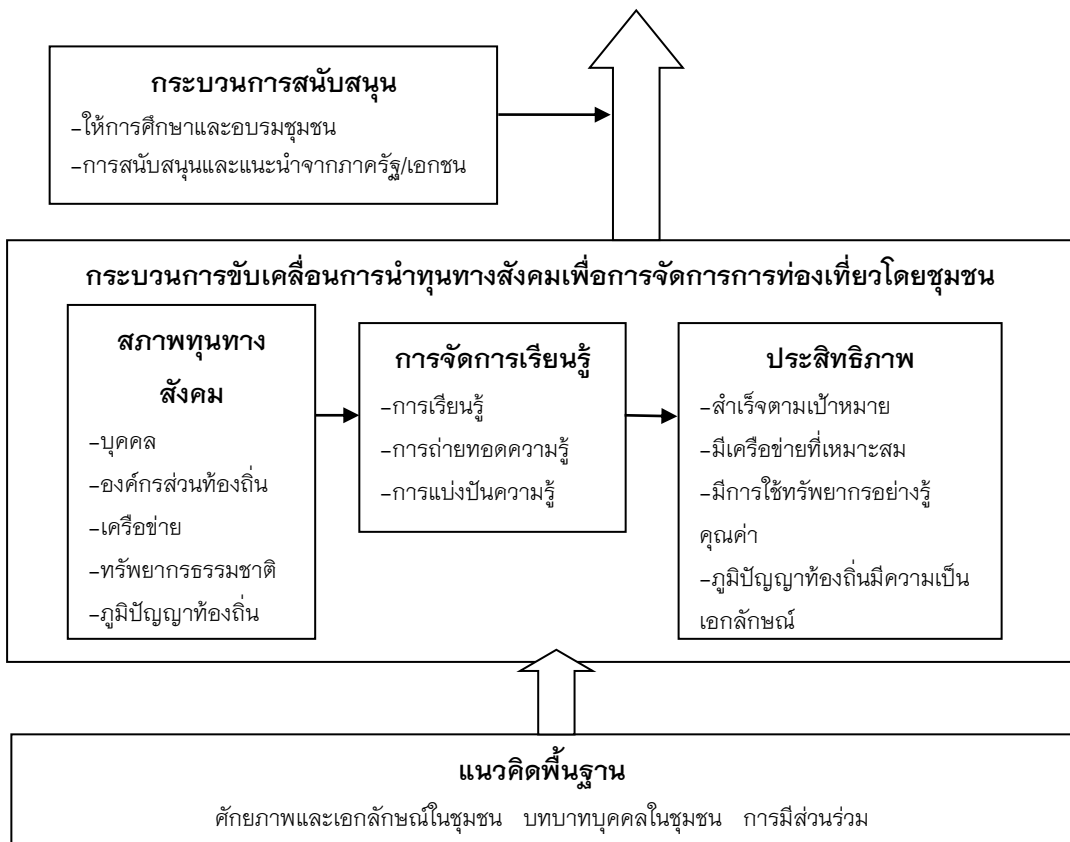 กระบวนการสนับสนุน
–ให้การศึกษาและอบรมชุมชน
–การสนับสนุนและแนะนำจากภาครัฐ/เอกชน
กระบวนการขับเคลื่อนการนำทุนทางสังคมเพื่อการจัดการการท่องเที่ยวโดยชุมชน
สภาพทุนทาง
สังคม
–บุคคล
–องค์กรส่วนท้องถิ่น
–เครือข่าย
–ทรัพยากรธรรมชาติ
–ภูมิปัญญาท้องถิ่น
การจัดการเรียนรู้
–การเรียนรู้
–การถ่ายทอดความรู้
–การแบ่งปันความรู้
ประสิทธิภาพ
–สำเร็จตามเป้าหมาย
–มีเครือข่ายที่เหมาะสม
–มีการใช้ทรัพยากรอย่างรู้
คุณค่า
–ภูมิปัญญาท้องถิ่นมีความเป็น
เอกลักษณ์
แนวคิดพื้นฐาน
ศักยภาพและเอกลักษณ์ในชุมชน บทบาทบุคคลในชุมชน การมีส่วนร่วม